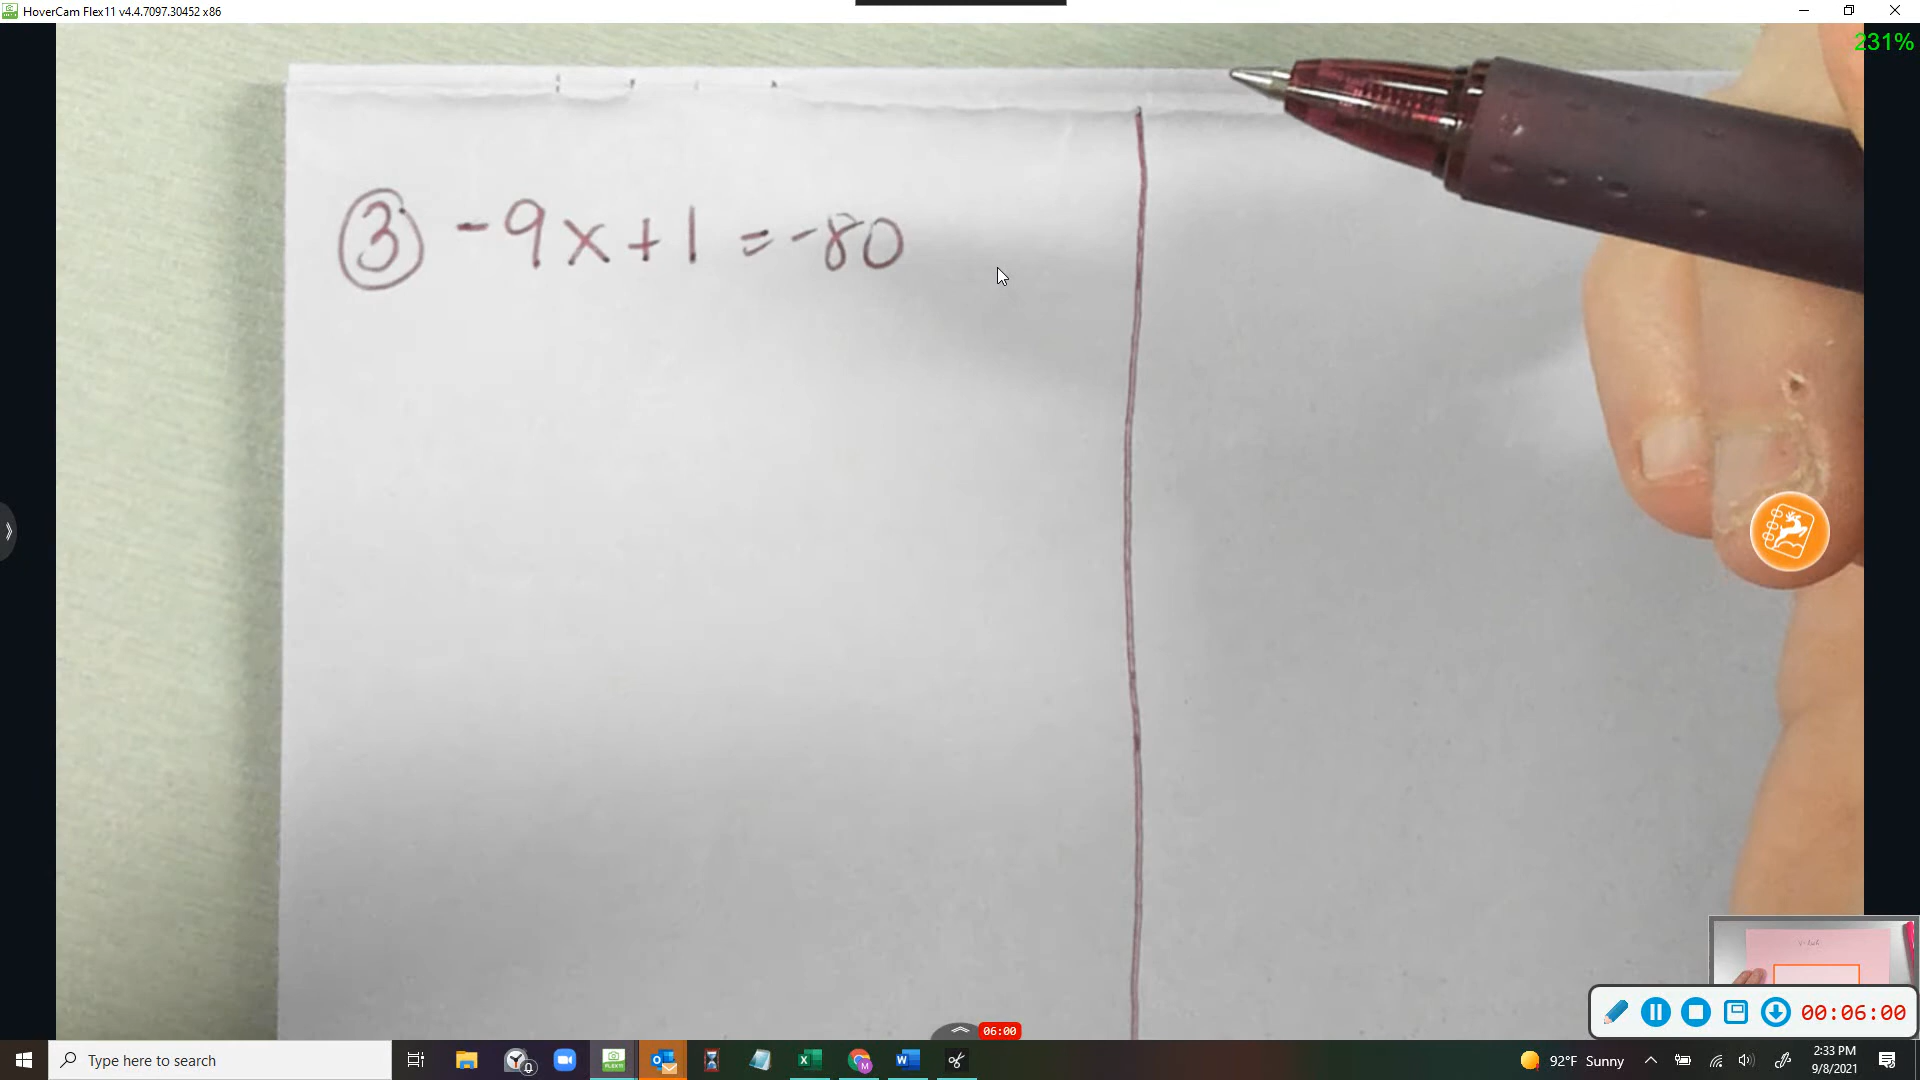 HoverCam Flex11 v4.4.7097.30452 x86
231%
③ -9x+1 = -80
06:00
00:06:00
Type here to search
92°F Sunny
2:33 PM
9/8/2021